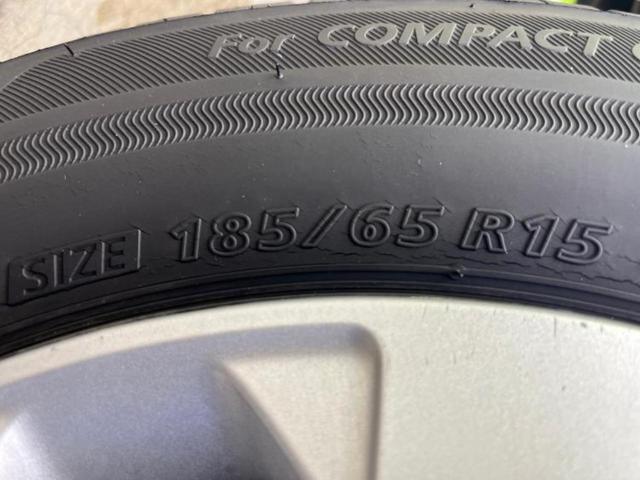 For COMPACT
SIZE 185/65 R15